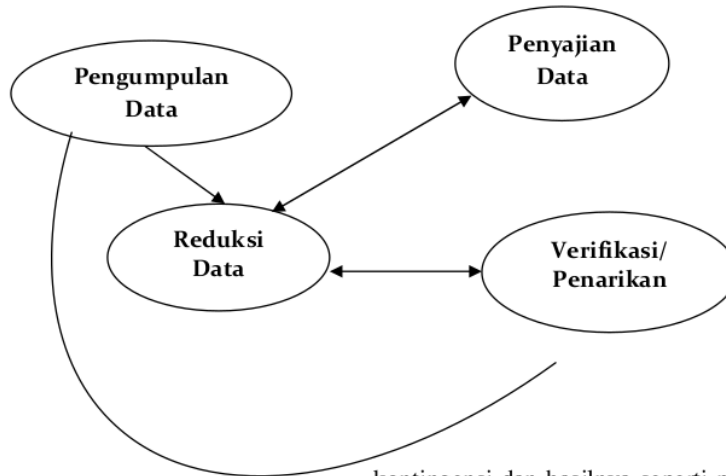 Pengumpulan
Data
Penyajian
Data
Reduksi
Data
Verifikasi/
Penarikan